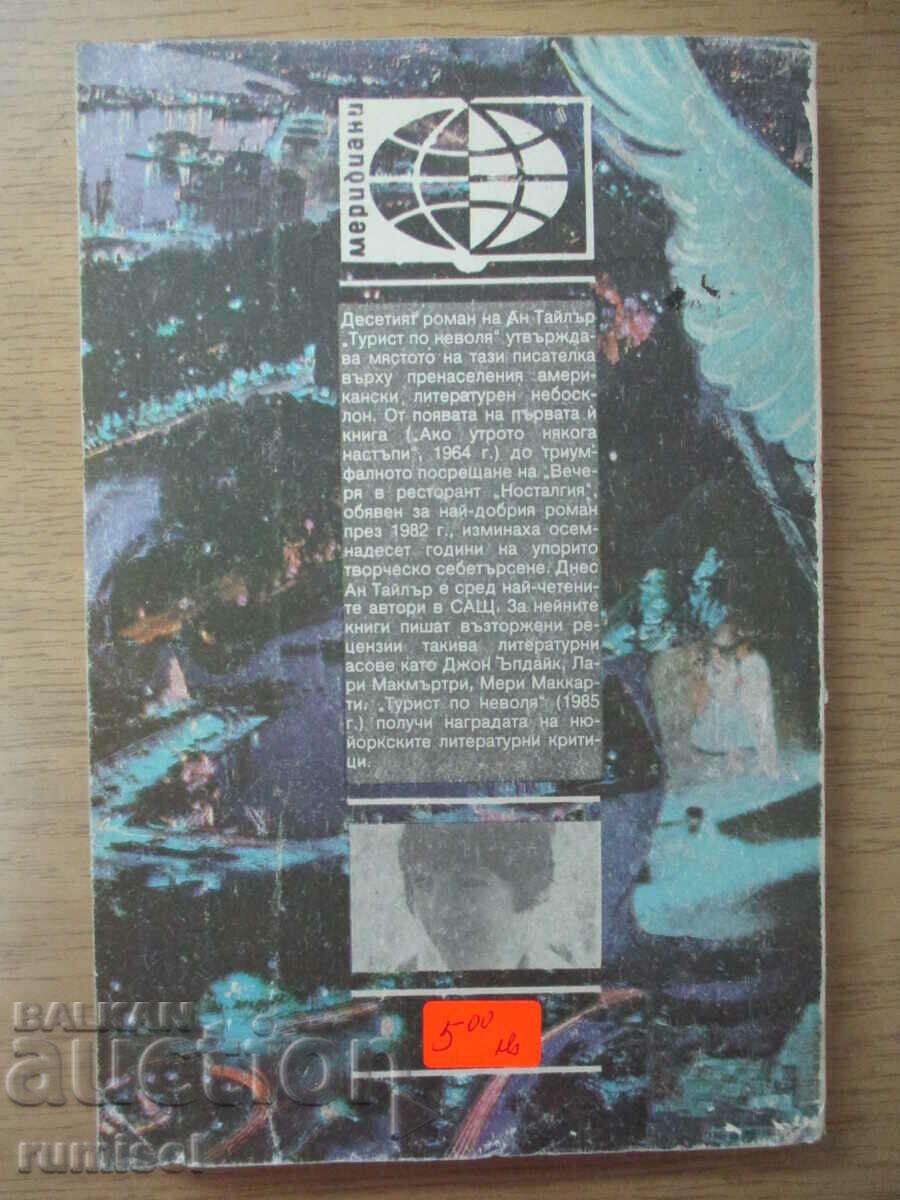 меридиани
Десетият роман на Ан Тайлър
„Турист по неволя“ утвържда-
ва мястото на тази писателка
върху пренаселения амери-
кански литературен небоск-
лон. От появата на първата ѝ
книга („Ако утрото някога
настъпи“, 1964 г.) до триум-
фалното посрещане на „Вече-
ря в ресторант „Носталгия“,
обявен за най-добрия роман
през 1982 г., изминаха осем-
надесет години на упорито
творческо себетърсене. Днес
Ан Тайлър е сред най-четени-
те автори в САЩ. За нейните
книги пишат възторжени ре-
цензии такива литературни
асове като Джон Ъпдайк, Ла-
ри Макмъртри, Мери Маккар-
ти. „Турист по неволя“ (1985
г.) получи наградата на ню-
йоркските литературни крити-
ци.
5 00
лв
BALKAN
auction
rumisol